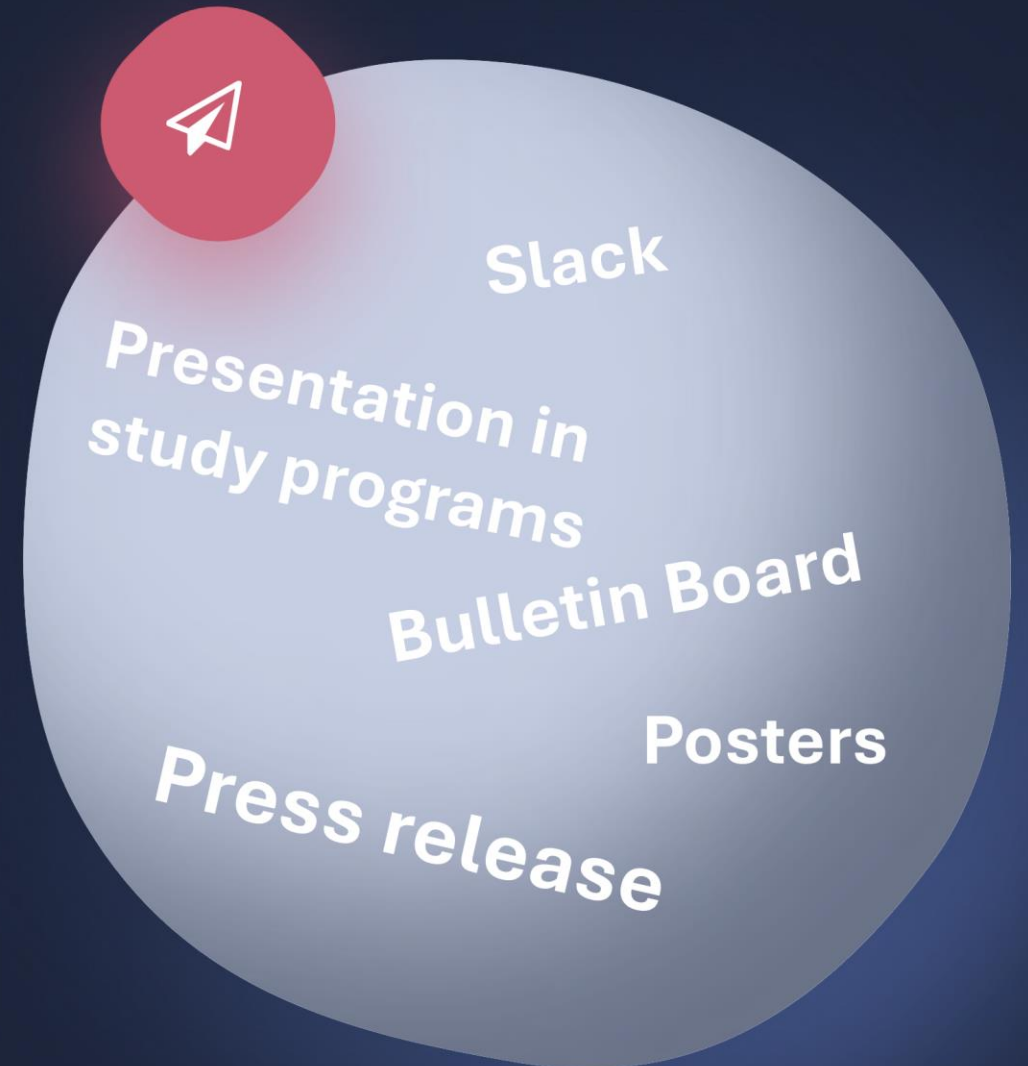 Slack
Presentation in
study programs
Bulletin Board
Posters
Press release